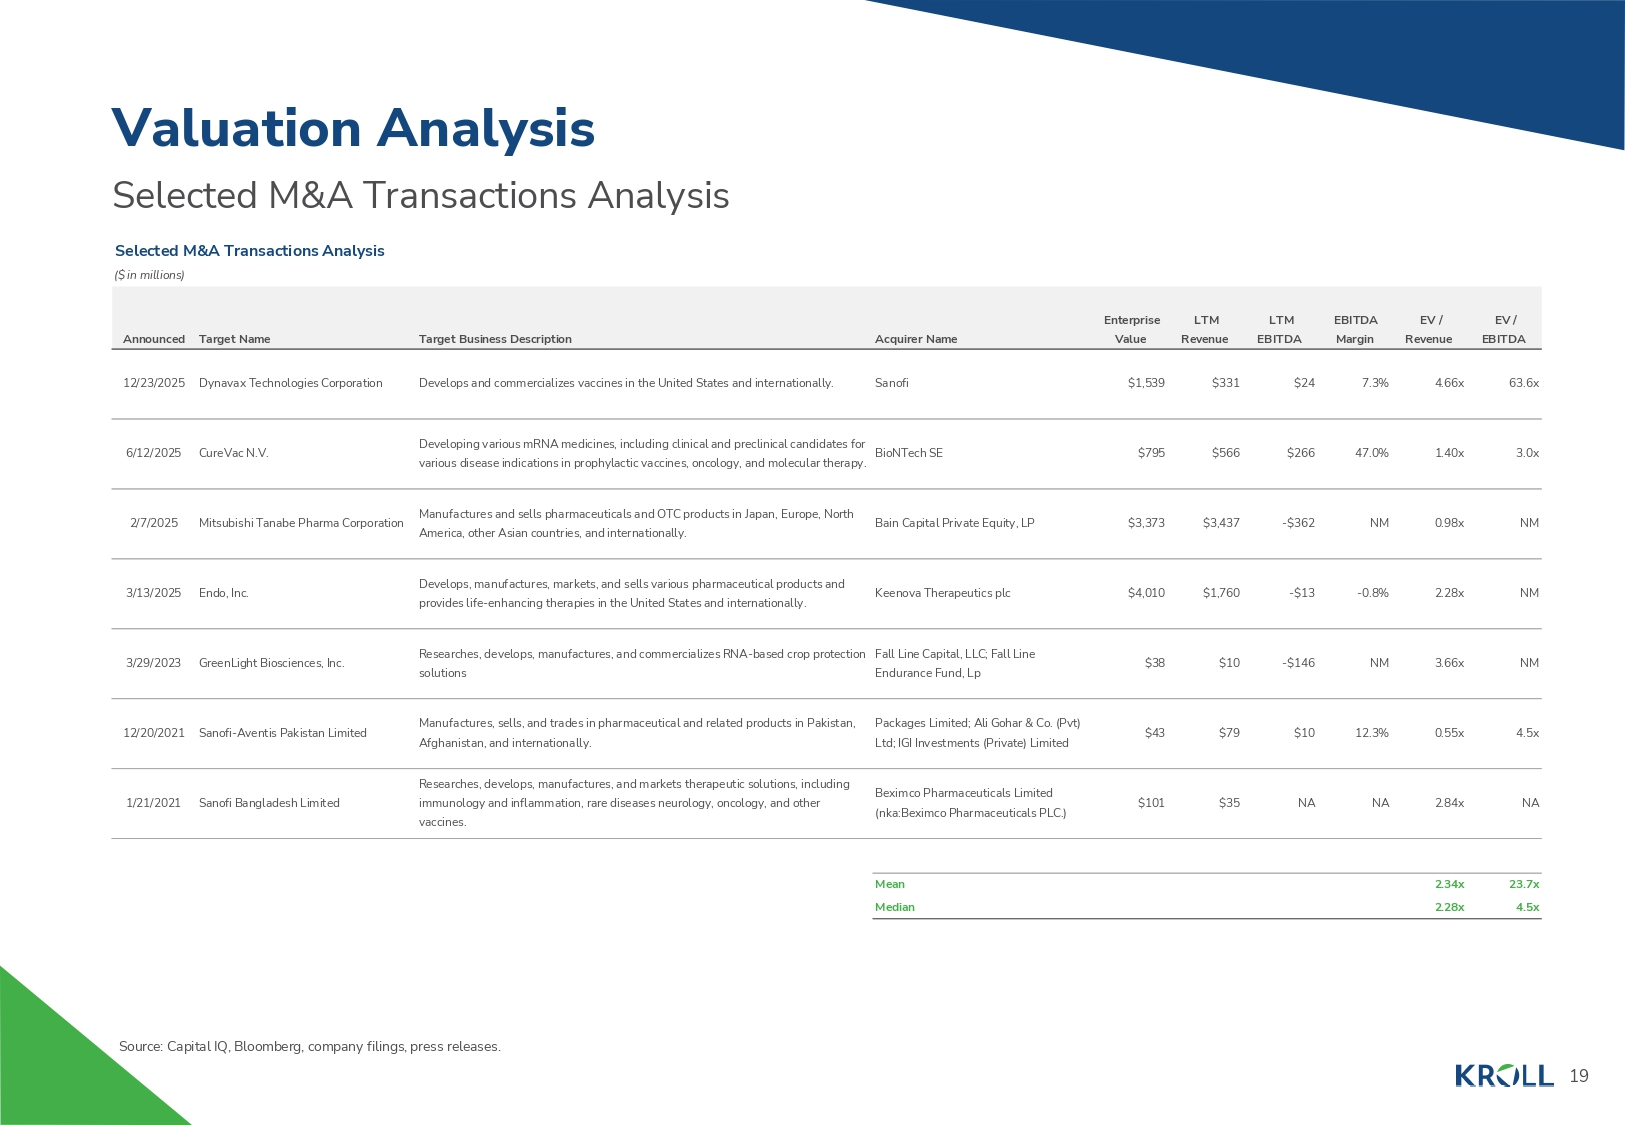 Valuation Analysis
Selected M&A Transactions Analysis
Selected M&A Transactions Analysis
($ in millions)
Announced Target Name Target Business Description Acquirer Name Enterprise Value LTM Revenue LTM EBITDA EBITDA Margin EV / Revenue EV / EBITDA
12/23/2025 Dynavax Technologies Corporation Develops and commercializes vaccines in the United States and internationally. Sanofi $1,539 $331 $24 7.3% 4.66x 63.6x
6/12/2025 CureVac N.V. Developing various mRNA medicines, including clinical and preclinical candidates for
various disease indications in prophylactic vaccines, oncology, and molecular therapy. BioNTech SE $795 $566 $266 47.0% 1.40x 3.0x
2/7/2025 Mitsubishi Tanabe Pharma Corporation Manufactures and sells pharmaceuticals and OTC products in Japan, Europe, North
America, other Asian countries, and internationally. Bain Capital Private Equity, LP $3,373 $3,437 -$362 NM 0.98x NM
3/13/2025 Endo, Inc. Develops, manufactures, markets, and sells various pharmaceutical products and
provides life-enhancing therapies in the United States and internationally. Keenova Therapeutics plc $4,010 $1,760 -$13 -0.8% 2.28x NM
3/29/2023 GreenLight Biosciences, Inc. Researches, develops, manufactures, and commercializes RNA-based crop protection
solutions Fall Line Capital, LLC; Fall Line
Endurance Fund, Lp $38 $10 -$146 NM 3.66x NM
12/20/2021 Sanofi-Aventis Pakistan Limited Manufactures, sells, and trades in pharmaceutical and related products in Pakistan,
Afghanistan, and internationally. Packages Limited; Ali Gohar & Co. (Pvt)
Ltd; IGI Investments (Private) Limited $43 $79 $10 12.3% 0.55x 4.5x
1/21/2021 Sanofi Bangladesh Limited Researches, develops, manufactures, and markets therapeutic solutions, including
immunology and inflammation, rare diseases neurology, oncology, and other
vaccines. Beximco Pharmaceuticals Limited
(nka:Beximco Pharmaceuticals PLC.) $101 $35 NA NA 2.84x NA
Mean 2.34x 23.7x
Median 2.28x 4.5x
Source: Capital IQ, Bloomberg, company filings, press releases.
KROLL 19